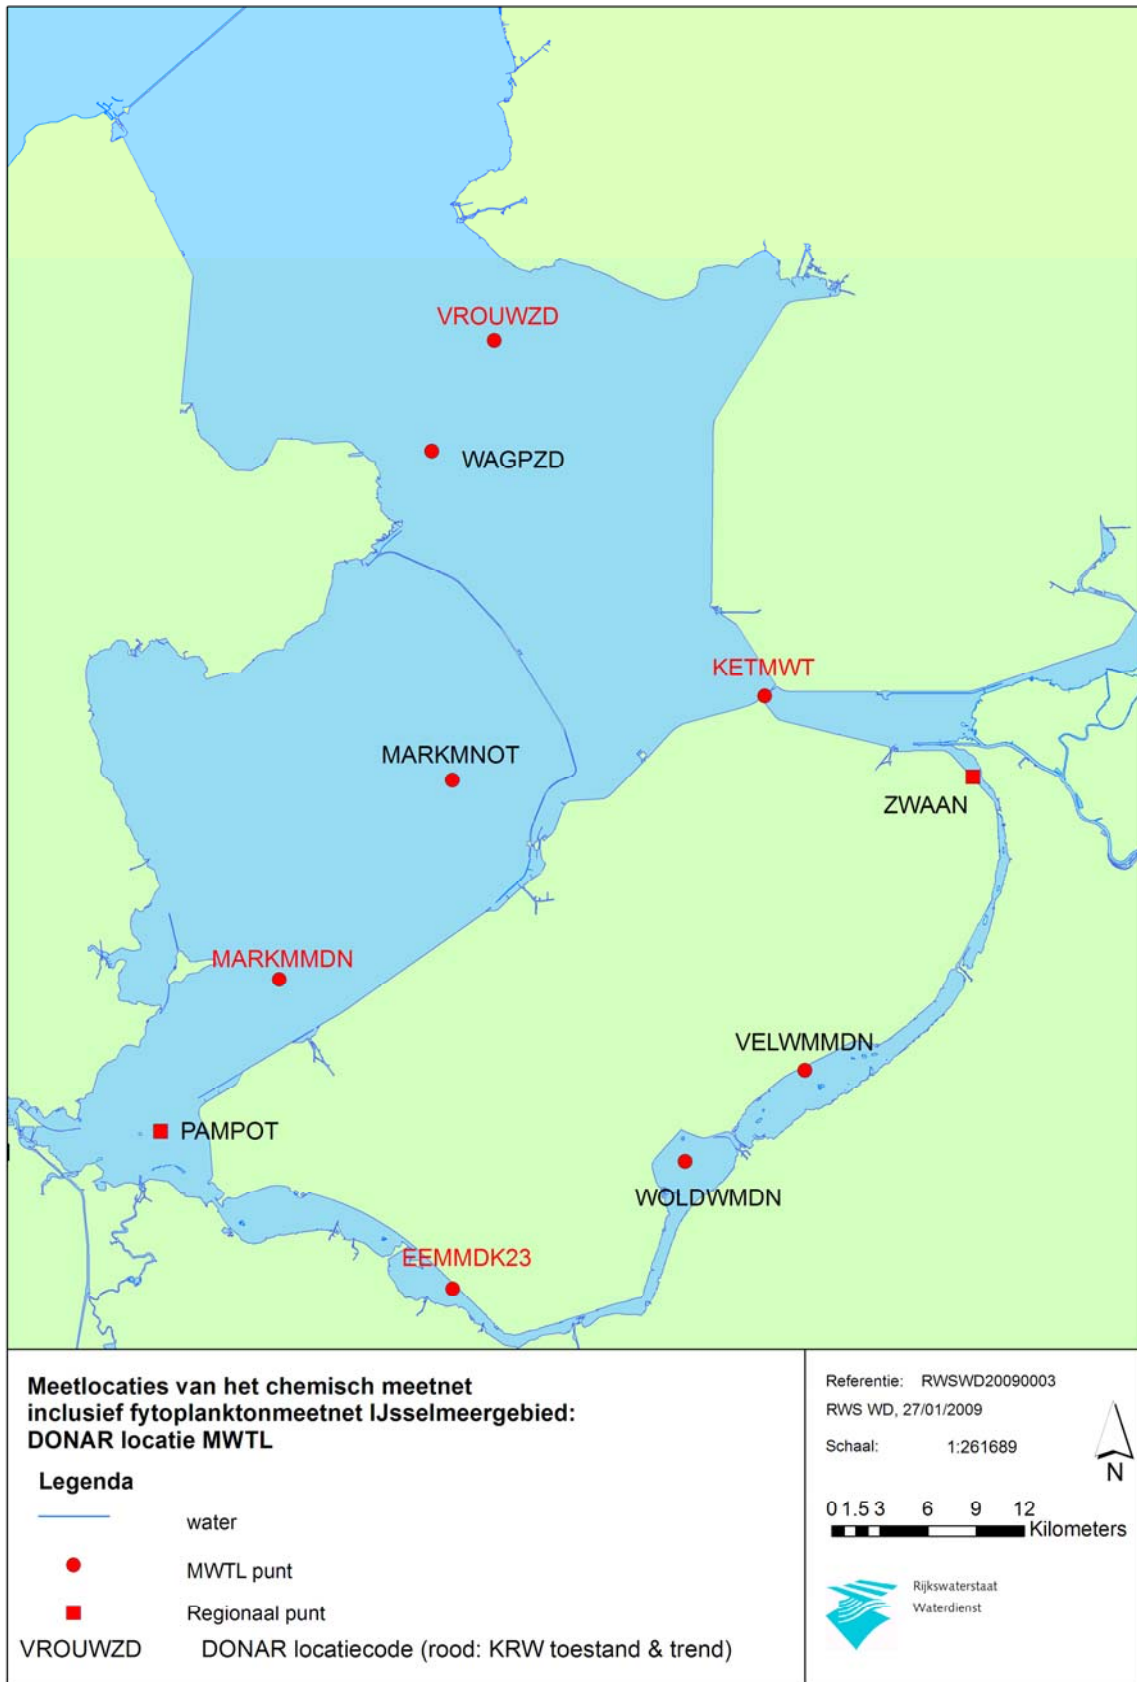 VROUWZD
WAGPZD
KETMWT
MARKMNOT
ZWAAN
MARKMMDN
VELWMMDN
PAMPOT
WOLDWMDN
EEMMDK23
Meetlocaties van het chemisch meetnet
inclusief fytoplanktonmeetnet IJsselmeergebied:
DONAR locatie MWTL
Legenda
water
MWTL punt
Regionaal punt
VROUWZD DONAR locatiecode (rood: KRW toestand & trend)
Referentie: RWSWD20090003
RWS WD, 27/01/2009
Schaal: 1:261689
N
0 1.5 3 6 9 12
Kilometers
Rijkswaterstaat
Waterdienst